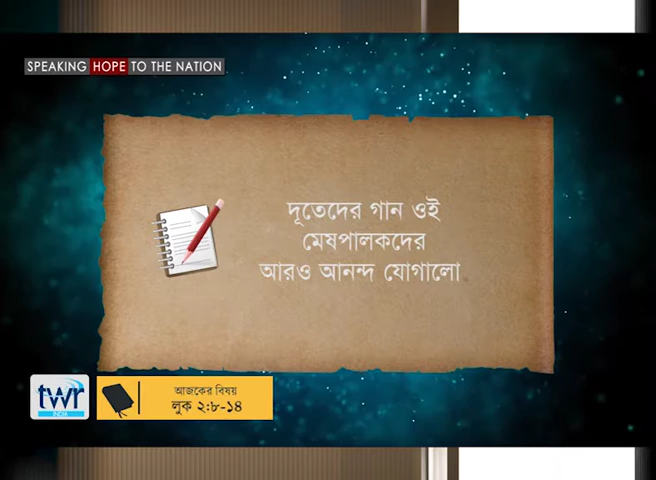 SPEAKING HOPE TO THE NATION
দূতেদের গান ওই
মেষপালকদের
আরও আনন্দ যোগালো
twr
INDIA
আজকের বিষয়
লুক ২:৮-১৪